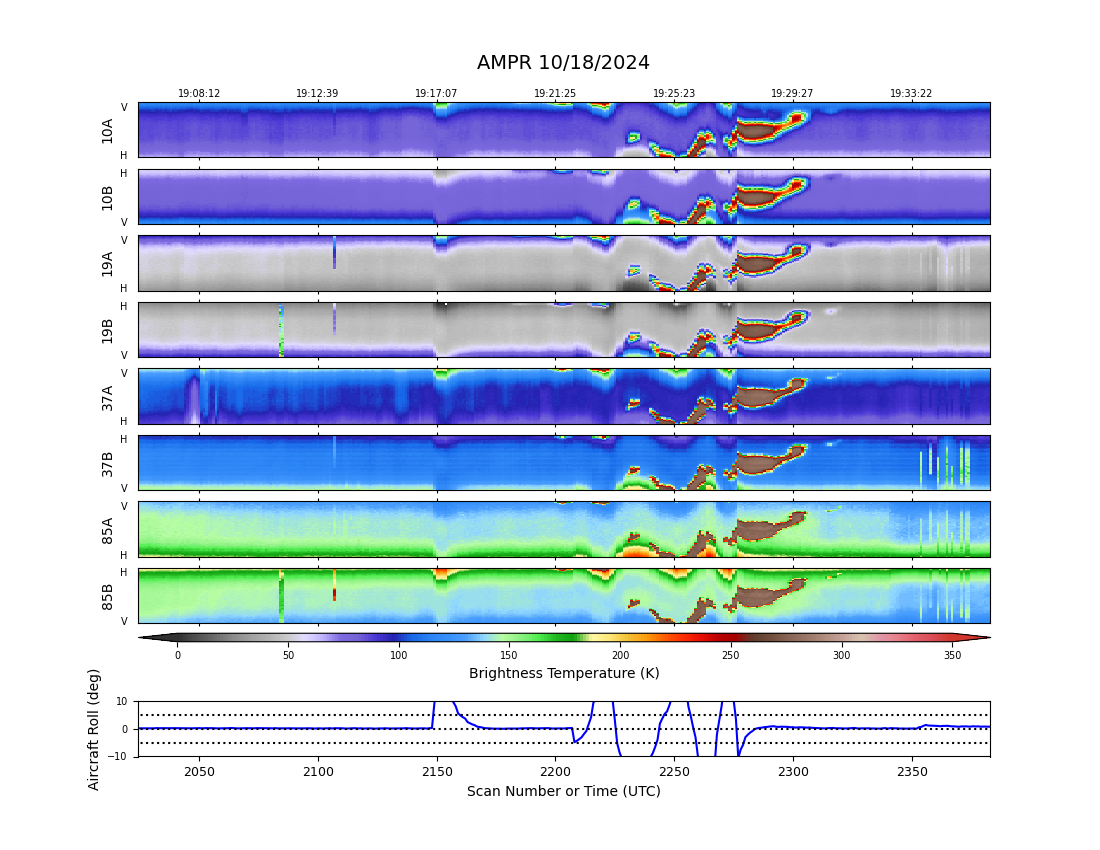 AMPR 10/18/2024
19:08:12 19:12:39 19:17:07 19:21:25 19:25:23 19:29:27 19:33:22
V
10A
H
H
10B
V
V
19A
H
H
19B
V
V
37A
H
H
37B
V
V
85A
H
H
85B
V
0 50 100 150 200 250 300 350
Brightness Temperature (K)
Aircraft Roll (deg)
10
0
−10
2050 2100 2150 2200 2250 2300 2350
Scan Number or Time (UTC)